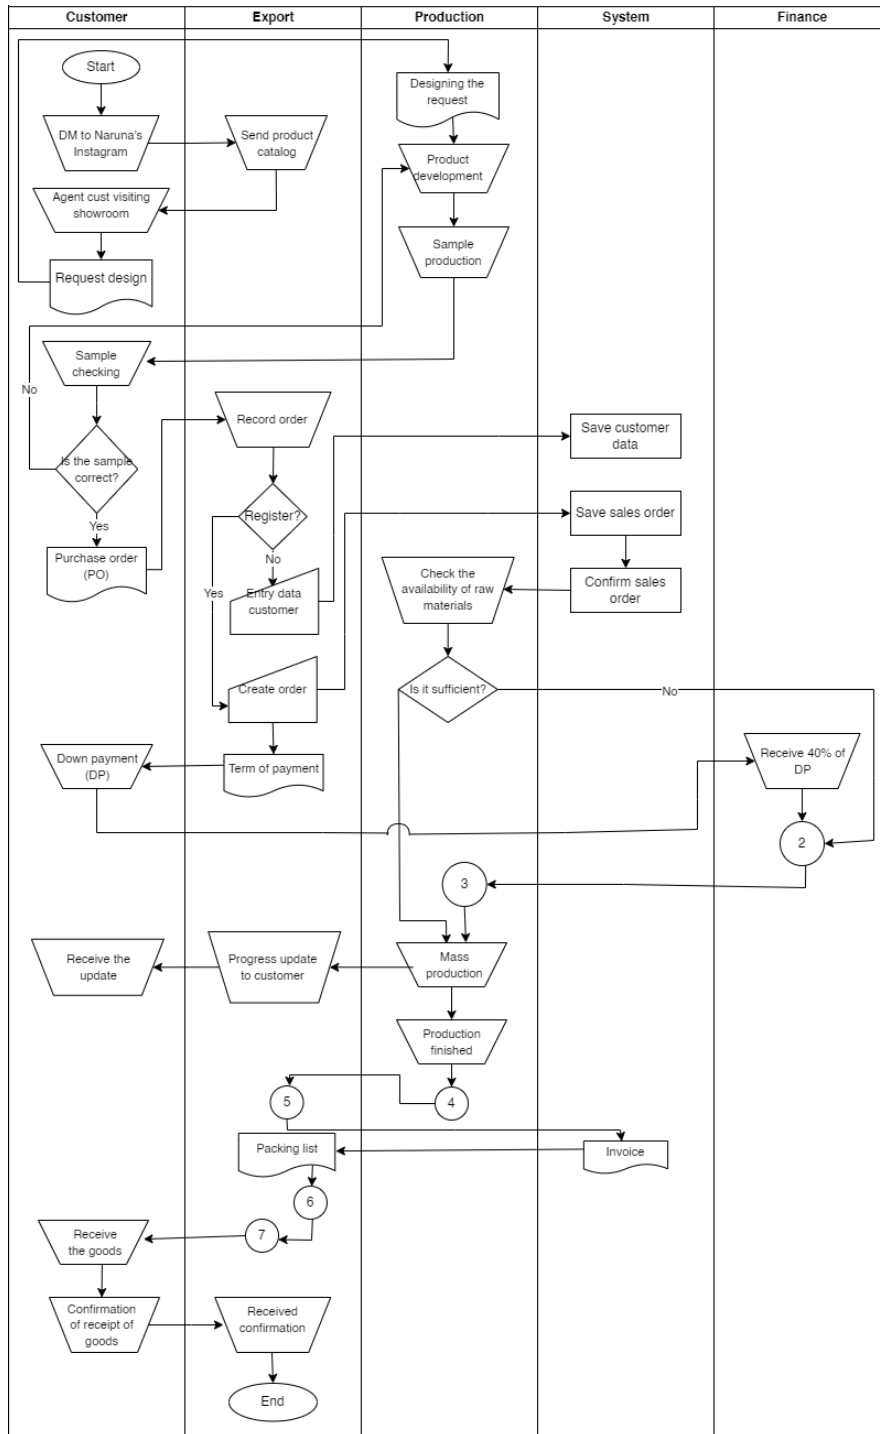 Customer
Export
Production
System
Finance
Start
Designing the
request
DM to Naruna's
Instagram
Send product
catalog
Product
development
Agent cust visiting
showroom
Sample
production
Request design
Sample
checking
No
Record order
Save customer
data
Is the sample
correct?
Register?
Save sales order
Yes
No
Purchase order
(PO)
Yes
Entry data
customer
Check the
availability of raw
materials
Confirm sales
order
Create order
Is it sufficient?
No
Down payment
(DP)
Term of payment
Receive 40% of
DP
2
3
Receive the
update
Progress update
to customer
Mass
production
Production
finished
5
4
Packing list
Invoice
6
7
Receive
the goods
Confirmation
of receipt of
goods
Received
confirmation
End